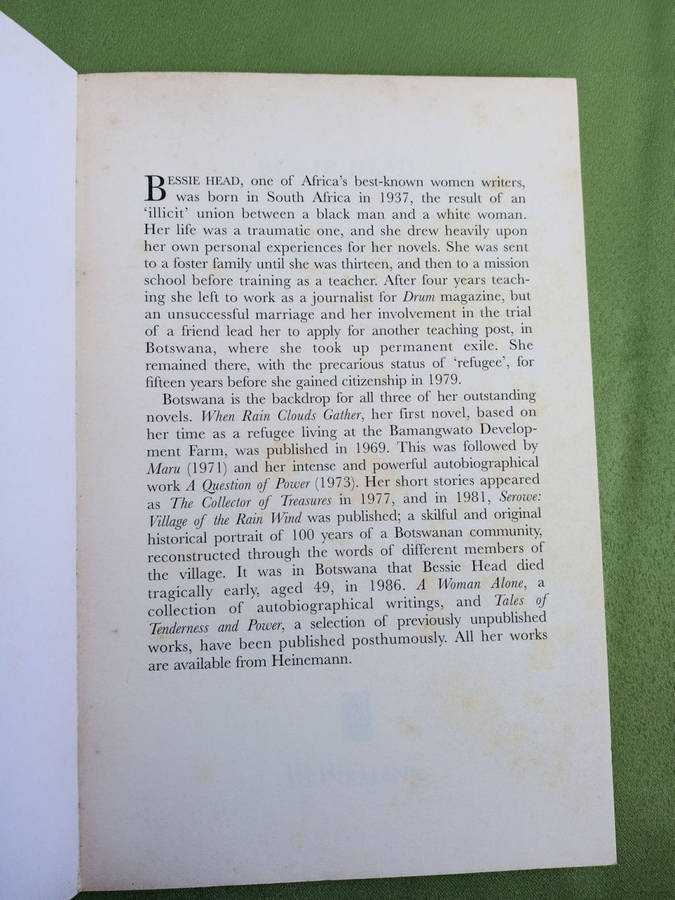 BESSIE HEAD, one of Africa's best-known women writers,
was born in South Africa in 1937, the result of an
'illicit' union between a black man and a white woman.
Her life was a traumatic one, and she drew heavily upon
her own personal experiences for her novels. She was sent
to a foster family until she was thirteen, and then to a mission
school before training as a teacher. After four years teach-
ing she left to work as a journalist for Drum magazine, but
an unsuccessful marriage and her involvement in the trial
of a friend lead her to apply for another teaching post, in
Botswana, where she took up permanent exile. She
remained there, with the precarious status of 'refugee', for
fifteen years before she gained citizenship in 1979.
Botswana is the backdrop for all three of her outstanding
novels. When Rain Clouds Gather, her first novel, based on
her time as a refugee living at the Bamangwato Develop-
ment Farm, was published in 1969. This was followed by
Maru (1971) and her intense and powerful autobiographical
work A Question of Power (1973). Her short stories appeared
as The Collector of Treasures in 1977, and in 1981, Serowe:
Village of the Rain Wind was published; a skilful and original
historical portrait of 100 years of a Botswanan community,
reconstructed through the words of different members of
the village. It was in Botswana that Bessie Head died
tragically early, aged 49, in 1986. A Woman Alone, a
collection of autobiographical writings, and Tales of
Tenderness and Power, a selection of previously unpublished
works, have been published posthumously. All her works
are available from Heinemann.